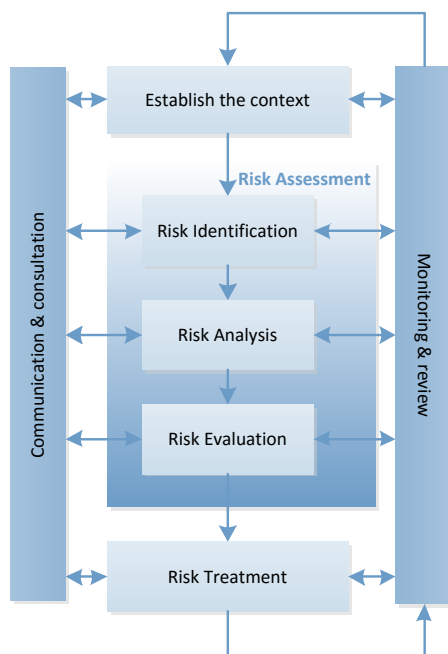 Establish the context
Risk Assessment
Risk Identification
Risk Analysis
Risk Evaluation
Risk Treatment
Communication & consultation
Monitoring & review